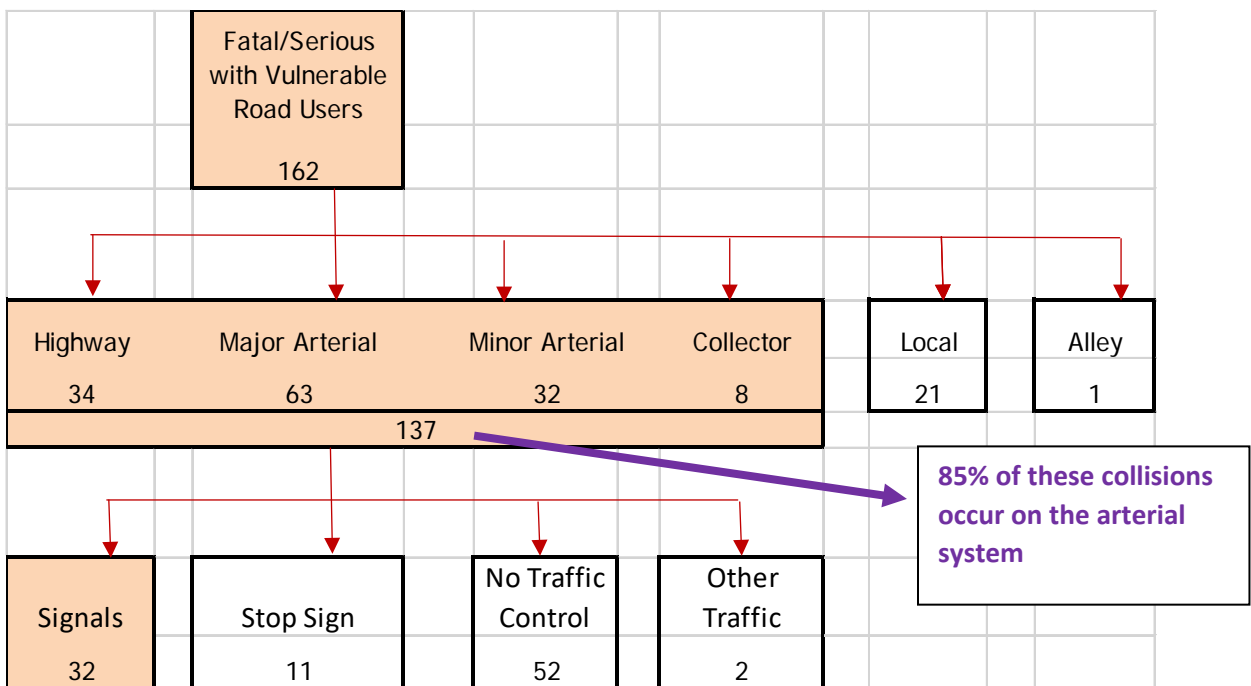 Fatal/Serious
with Vulnerable
Road Users
162
Highway Major Arterial Minor Arterial Collector Local Alley
34 63 32 8 21 1
137
85% of these collisions
occur on the arterial
system
Signals Stop Sign No Traffic
Control Other
Traffic
32 11 52 2